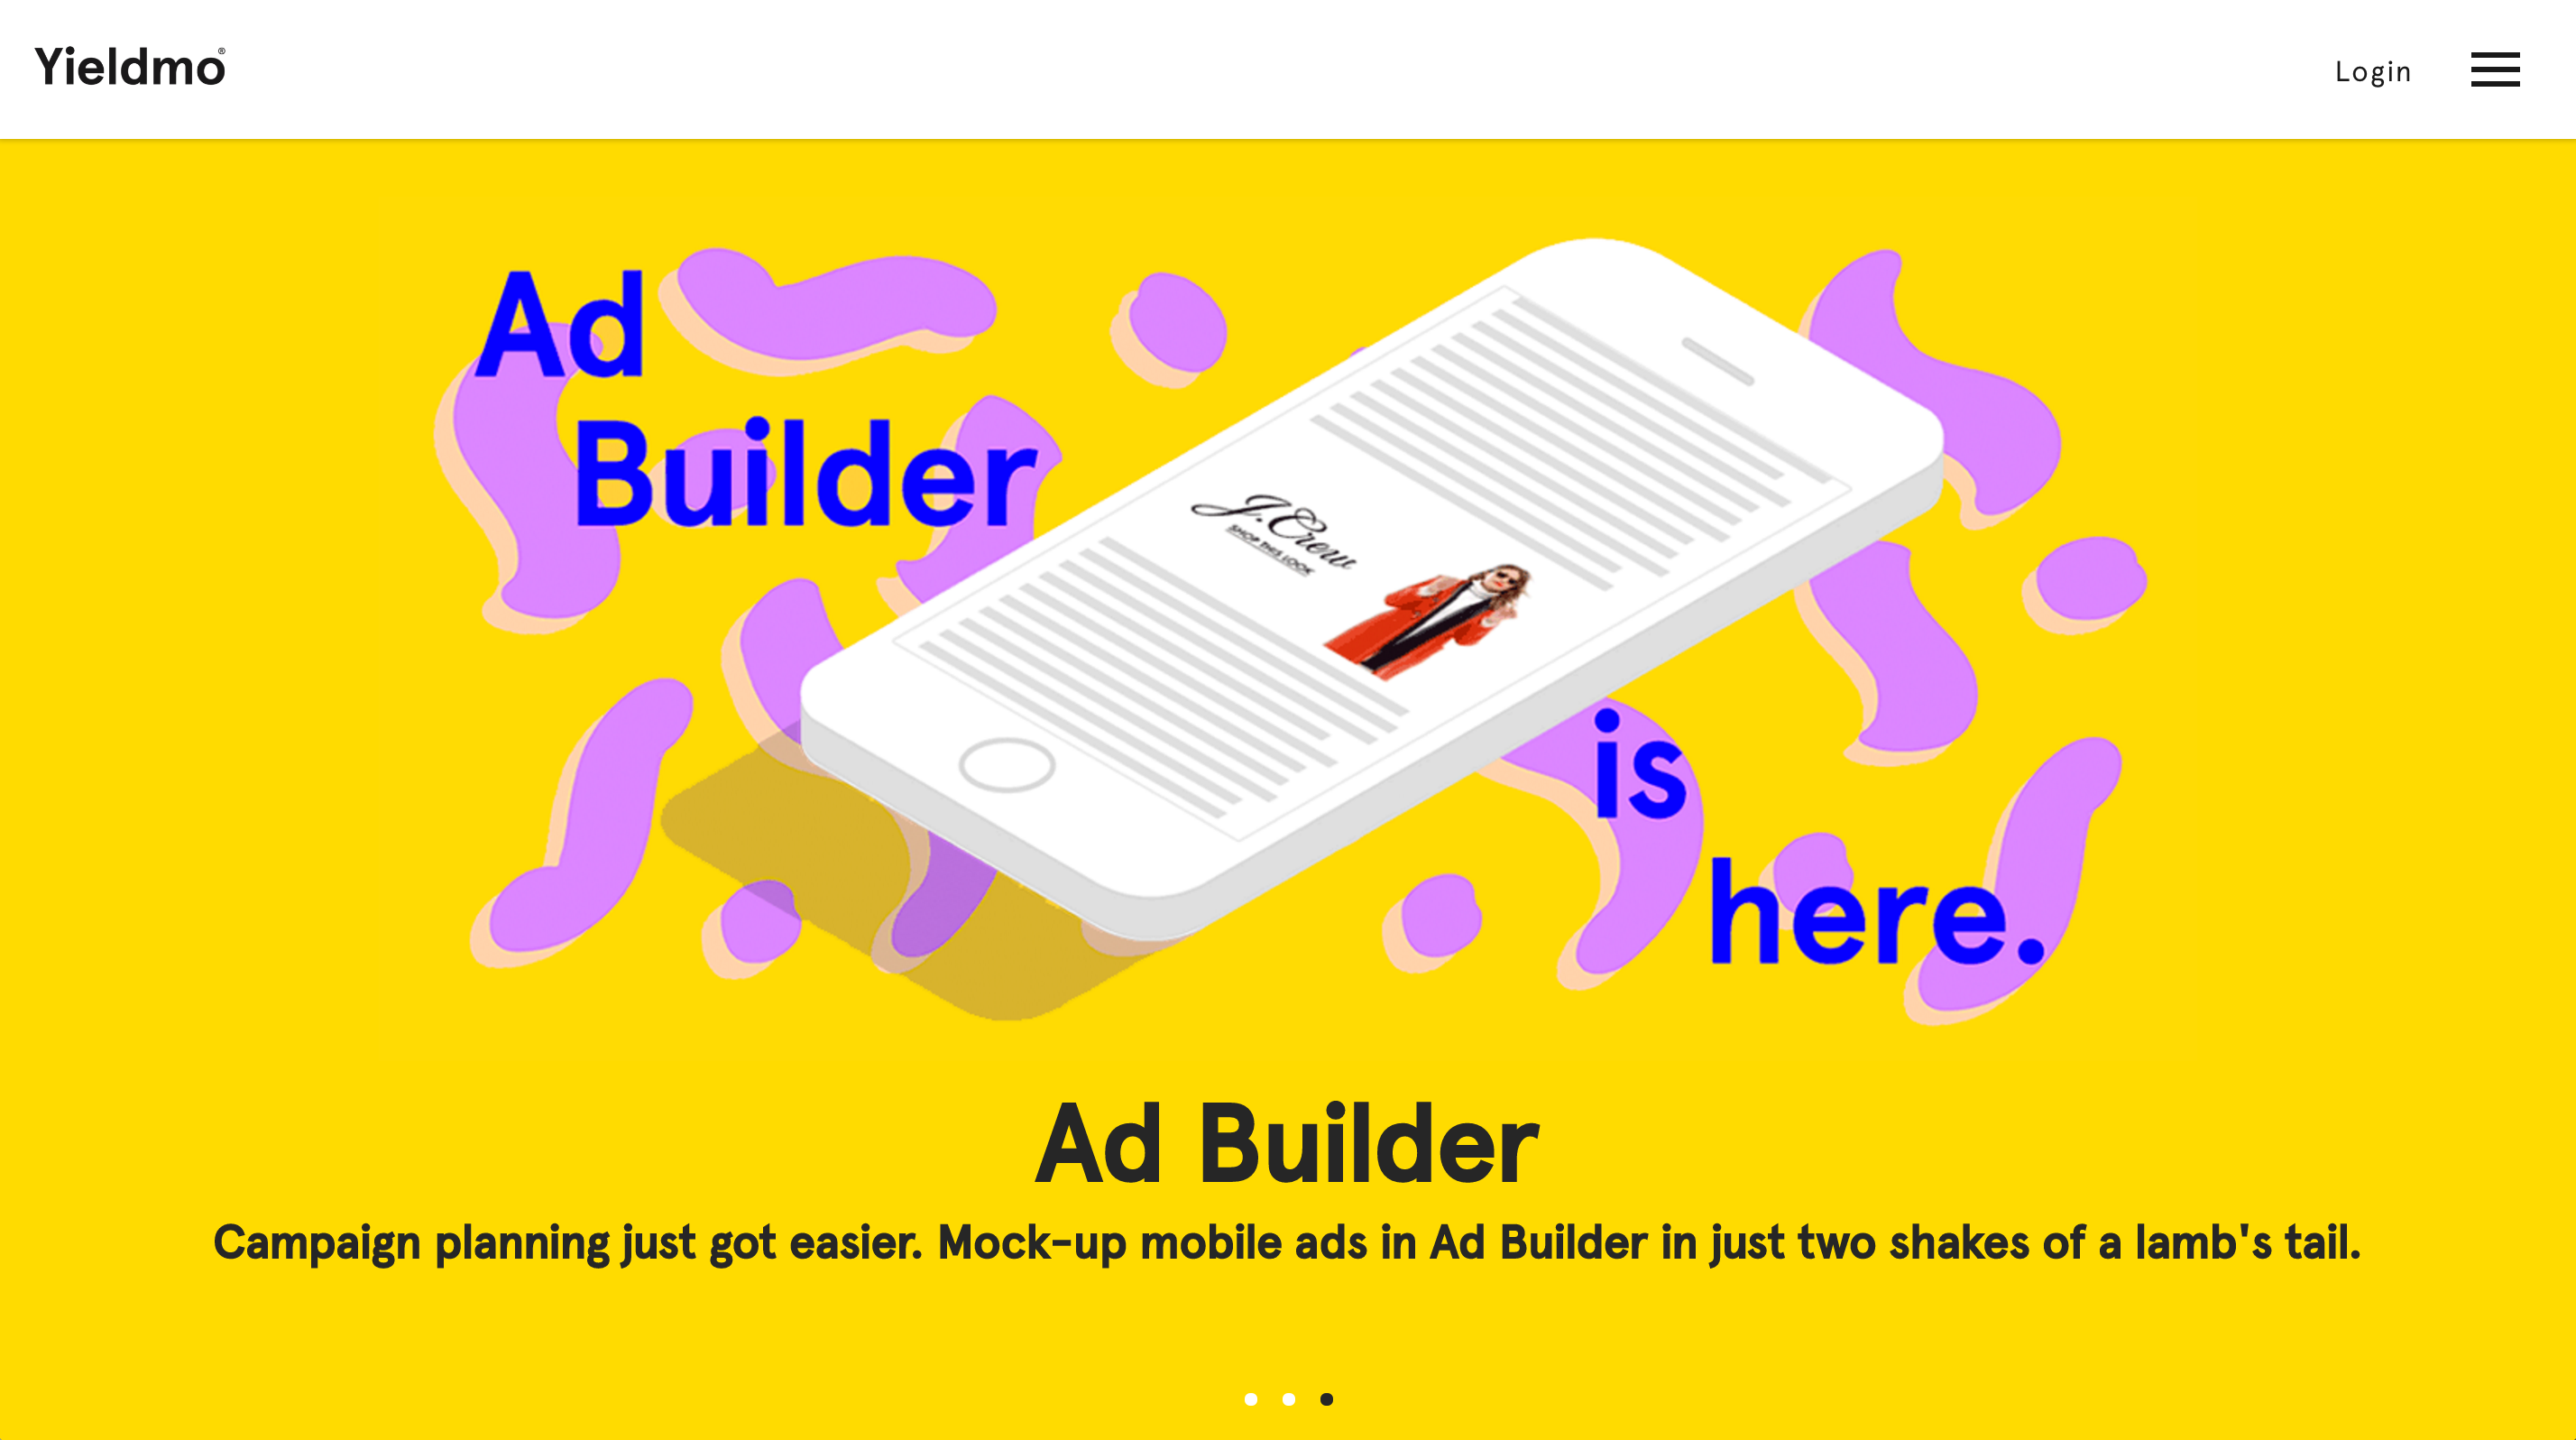 Yieldmo®
Login
Ad
Builder
J.Crew
SHOP THIS LOOK
is
here.
Ad Builder
Campaign planning just got easier. Mock-up mobile ads in Ad Builder in just two shakes of a lamb's tail.